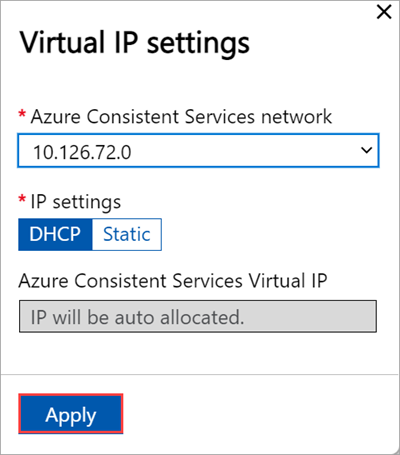 Virtual IP settings
* Azure Consistent Services network
10.126.72.0
* IP settings
DHCP Static
Azure Consistent Services Virtual IP
IP will be auto allocated.
Apply